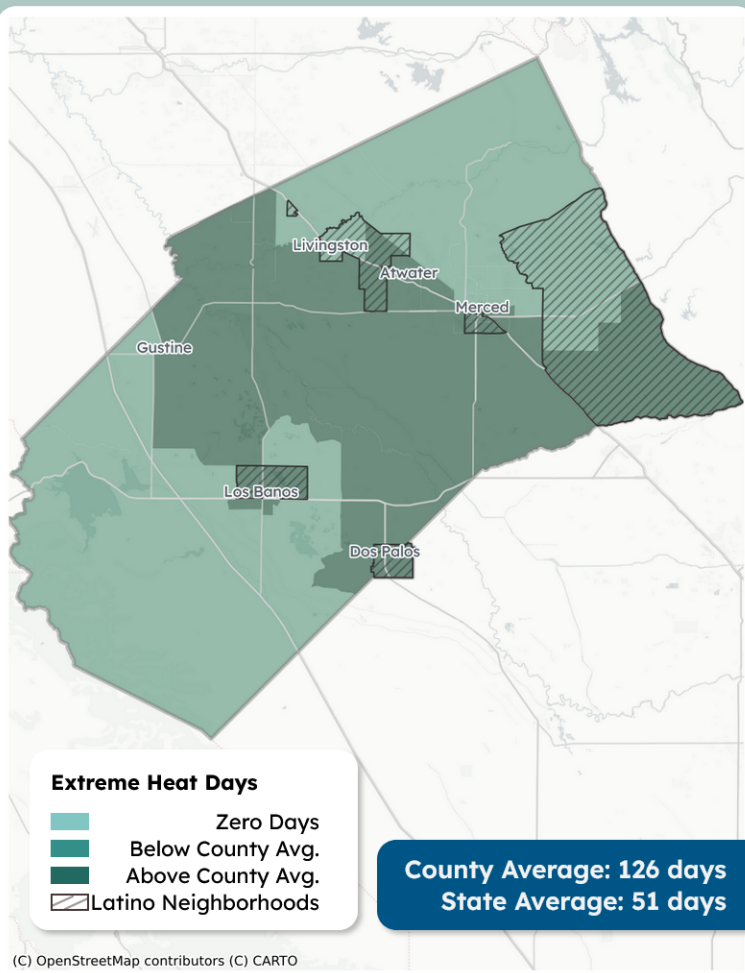 Livingston
Atwater
Merced
Gustine
Los Banos
Dos Palos
Extreme Heat Days
Zero Days
Below County Avg.
Above County Avg.
Latino Neighborhoods
County Average: 126 days
State Average: 51 days
(C) OpenStreetMap contributors (C) CARTO